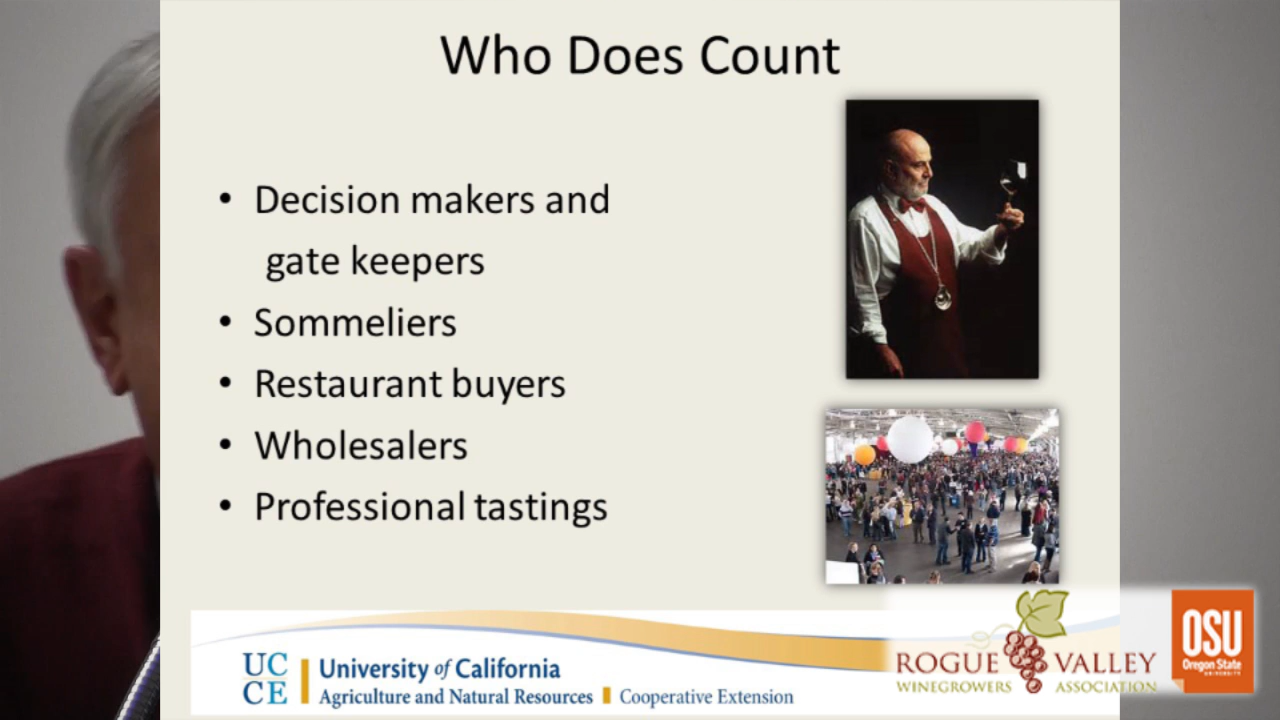 Who Does Count
• Decision makers and
gate keepers
• Sommeliers
• Restaurant buyers
• Wholesalers
• Professional tastings
UC
CE
University of California
Agriculture and Natural Resources
Cooperative Extension
ROGUE VALLEY
WINEGROWERS ASSOCIATION
OSU
Oregon State
UNIVERSITY